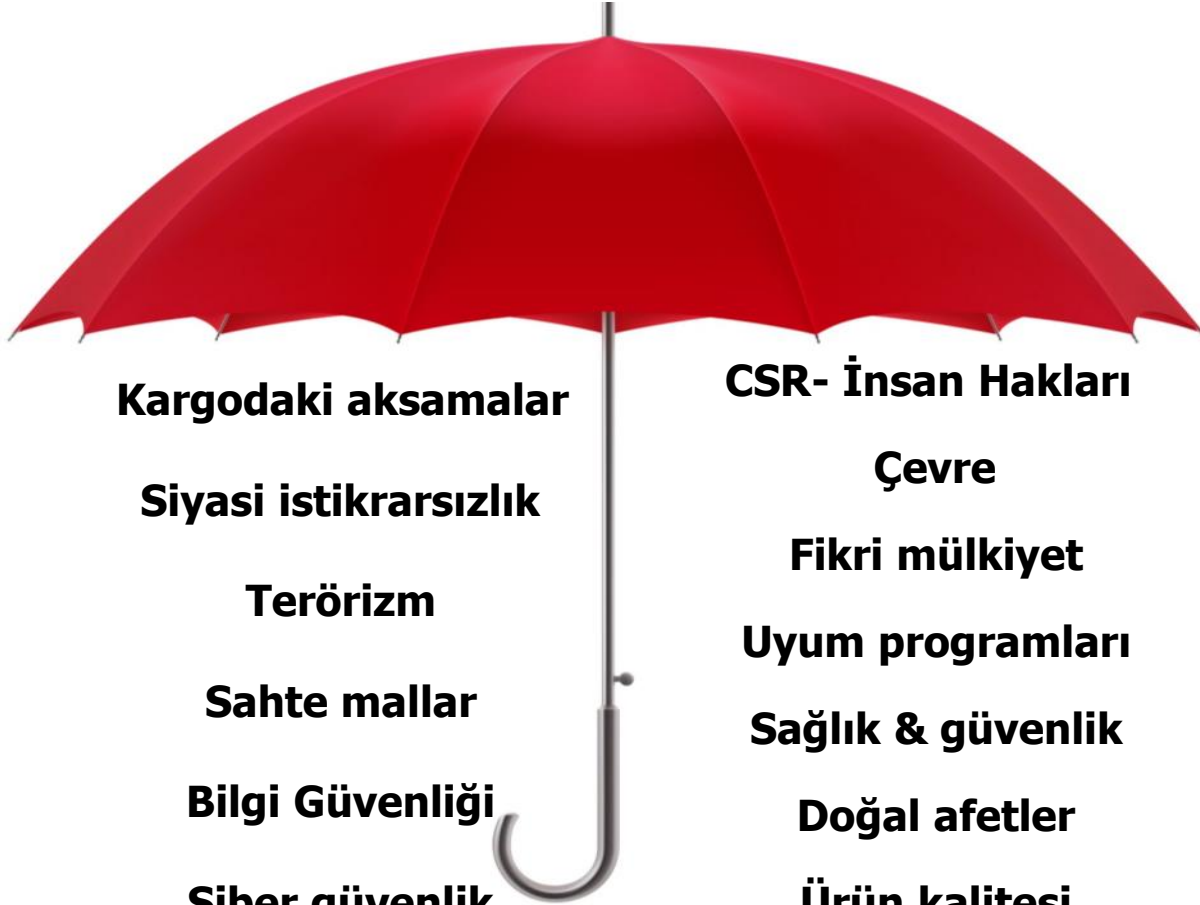 Kargodaki aksamalar
Siyasi istikrarsızlık
Terörizm
Sahte mallar
Bilgi Güvenliği
Siber güvenlik
CSR- İnsan Hakları
Çevre
Fikri mülkiyet
Uyum programları
Sağlık & güvenlik
Doğal afetler
Ürün kalitesi